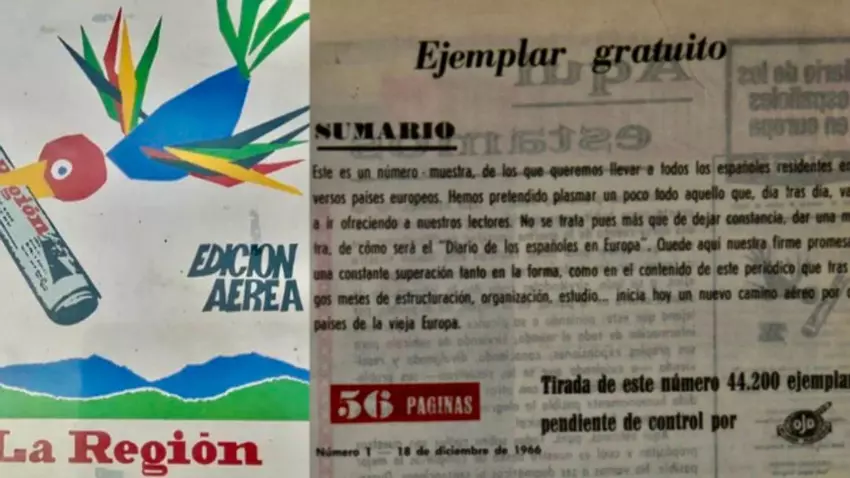 Región
EDICION
AEREA
La Región
Ejemplar gratuito
SUMARIO
Este es un número muestra, de los que queremos llevar a todos los españoles residentes en
versos países europeos. Hemos pretendido plasmar un poco todo aquello que, día tras día, va
a ir ofreciendo a nuestros lectores. No se trata pues más que de dejar constancia, dar una m
tra, de cómo será el "Diario de los españoles en Europa". Quede aquí nuestra firme promesa
una constante superación tanto en la forma, como en el contenido de este periódico que tras
gos meses de estructuración, organización, estudio... inicia hoy un nuevo camino aéreo por
países de la vieja Europa.
56 PAGINAS
Tirada de este número 44.200 ejemplar
pendiente de control por OJD
Número 1 — 18 de diciembre de 1966